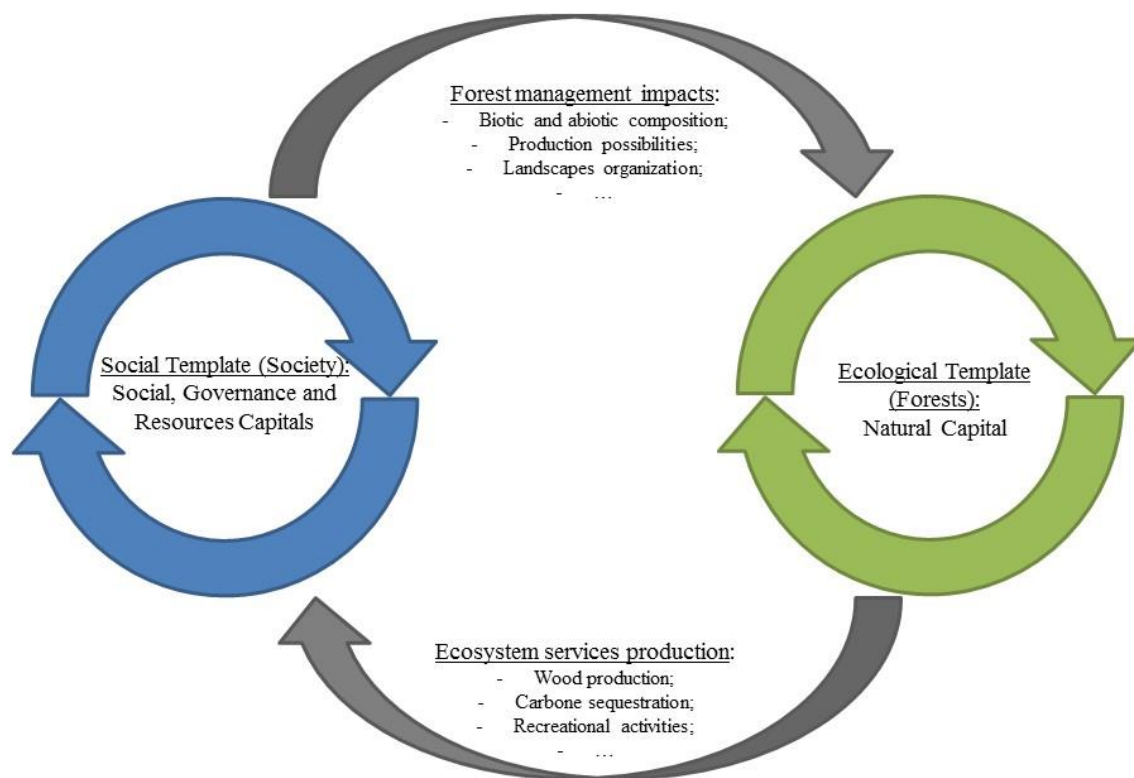 Forest management impacts:
- Biotic and abiotic composition;
- Production possibilities;
- Landscapes organization;
- ...
Social Template (Society):
Social, Governance and
Resources Capitals
Ecological Template
(Forests):
Natural Capital
Ecosystem services production:
- Wood production;
- Carbone sequestration;
- Recreational activities;
- ...